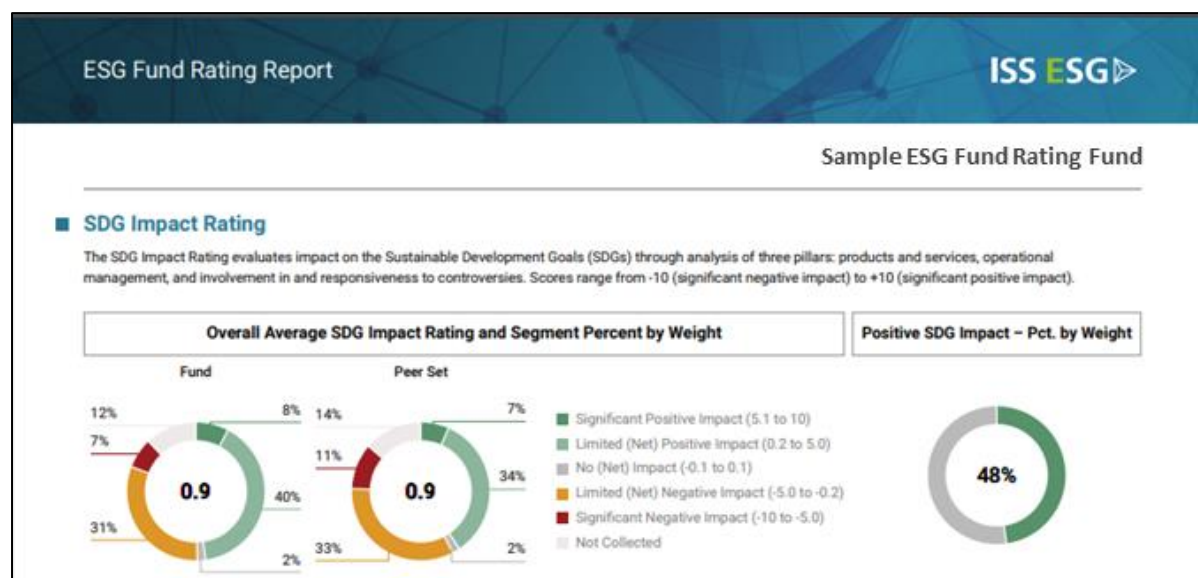 ESG Fund Rating Report
ISS ESG
Sample ESG Fund Rating Fund
SDG Impact Rating
The SDG Impact Rating evaluates impact on the Sustainable Development Goals (SDGs) through analysis of three pillars: products and services, operational
management, and involvement in and responsiveness to controversies. Scores range from -10 (significant negative impact) to +10 (significant positive impact).
Overall Average SDG Impact Rating and Segment Percent by Weight
Positive SDG Impact – Pct. by Weight
Fund
12%
8%
7%
0.9
40%
31%
2%
Peer Set
14%
7%
11%
0.9
34%
33%
2%
Significant Positive Impact (5.1 to 10)
Limited (Net) Positive Impact (0.2 to 5.0)
No (Net) Impact (-0.1 to 0.1)
Limited (Net) Negative Impact (-5.0 to -0.2)
Significant Negative Impact (-10 to -5.0)
Not Collected
48%